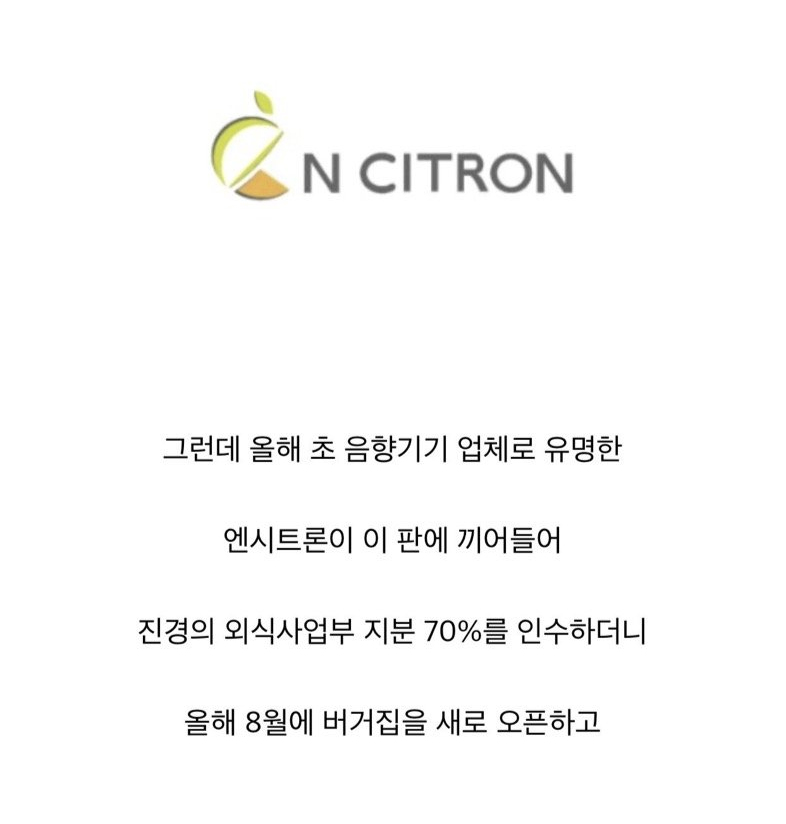 N CITRON
그런데 올해 초 음향기기 업체로 유명한
엔시트론이 이 판에 끼어들어
진경의 외식사업부 지분 70%를 인수하더니
올해 8월에 버거집을 새로 오픈하고